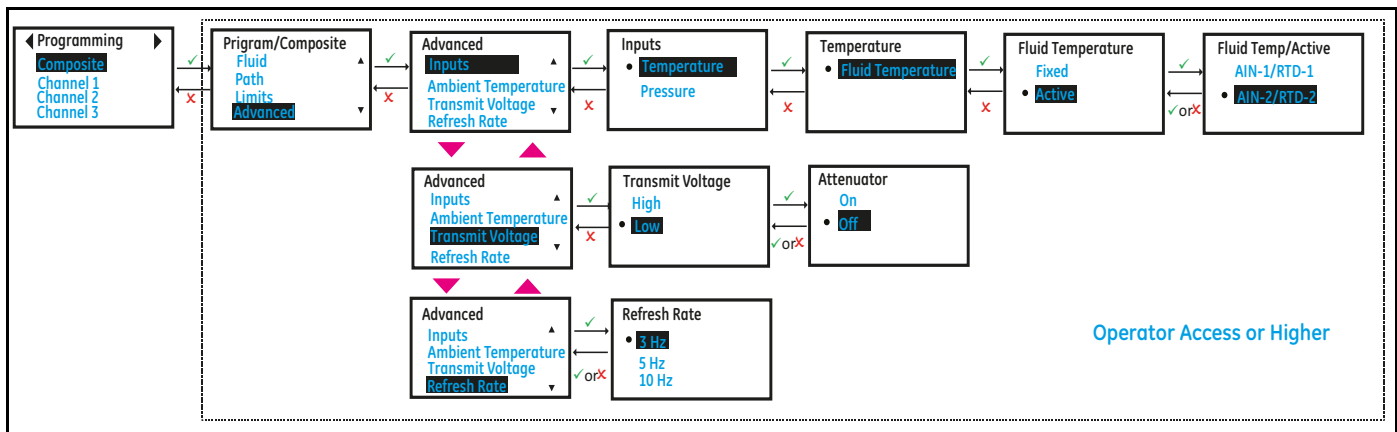 Programming
Composite
Channel 1
Channel 2
Channel 3
✓
✗
Prigram/Composite
Fluid
Path
Limits
Advanced
✓
✗
Advanced
Inputs
Ambient Temperature
Transmit Voltage
Refresh Rate
✓
✗
Inputs
• Temperature
Pressure
✓
✗
Temperature
• Fluid Temperature
✓
✗
Fluid Temperature
Fixed
• Active
✓
✓or✗
Fluid Temp/Active
AIN-1/RTD-1
• AIN-2/RTD-2
Advanced
Inputs
Ambient Temperature
Transmit Voltage
Refresh Rate
✓
✗
Transmit Voltage
High
• Low
✓
✓or✗
Attenuator
On
• Off
Advanced
Inputs
Ambient Temperature
Transmit Voltage
Refresh Rate
✓
✓or✗
Refresh Rate
• 3 Hz
5 Hz
10 Hz
Operator Access or Higher